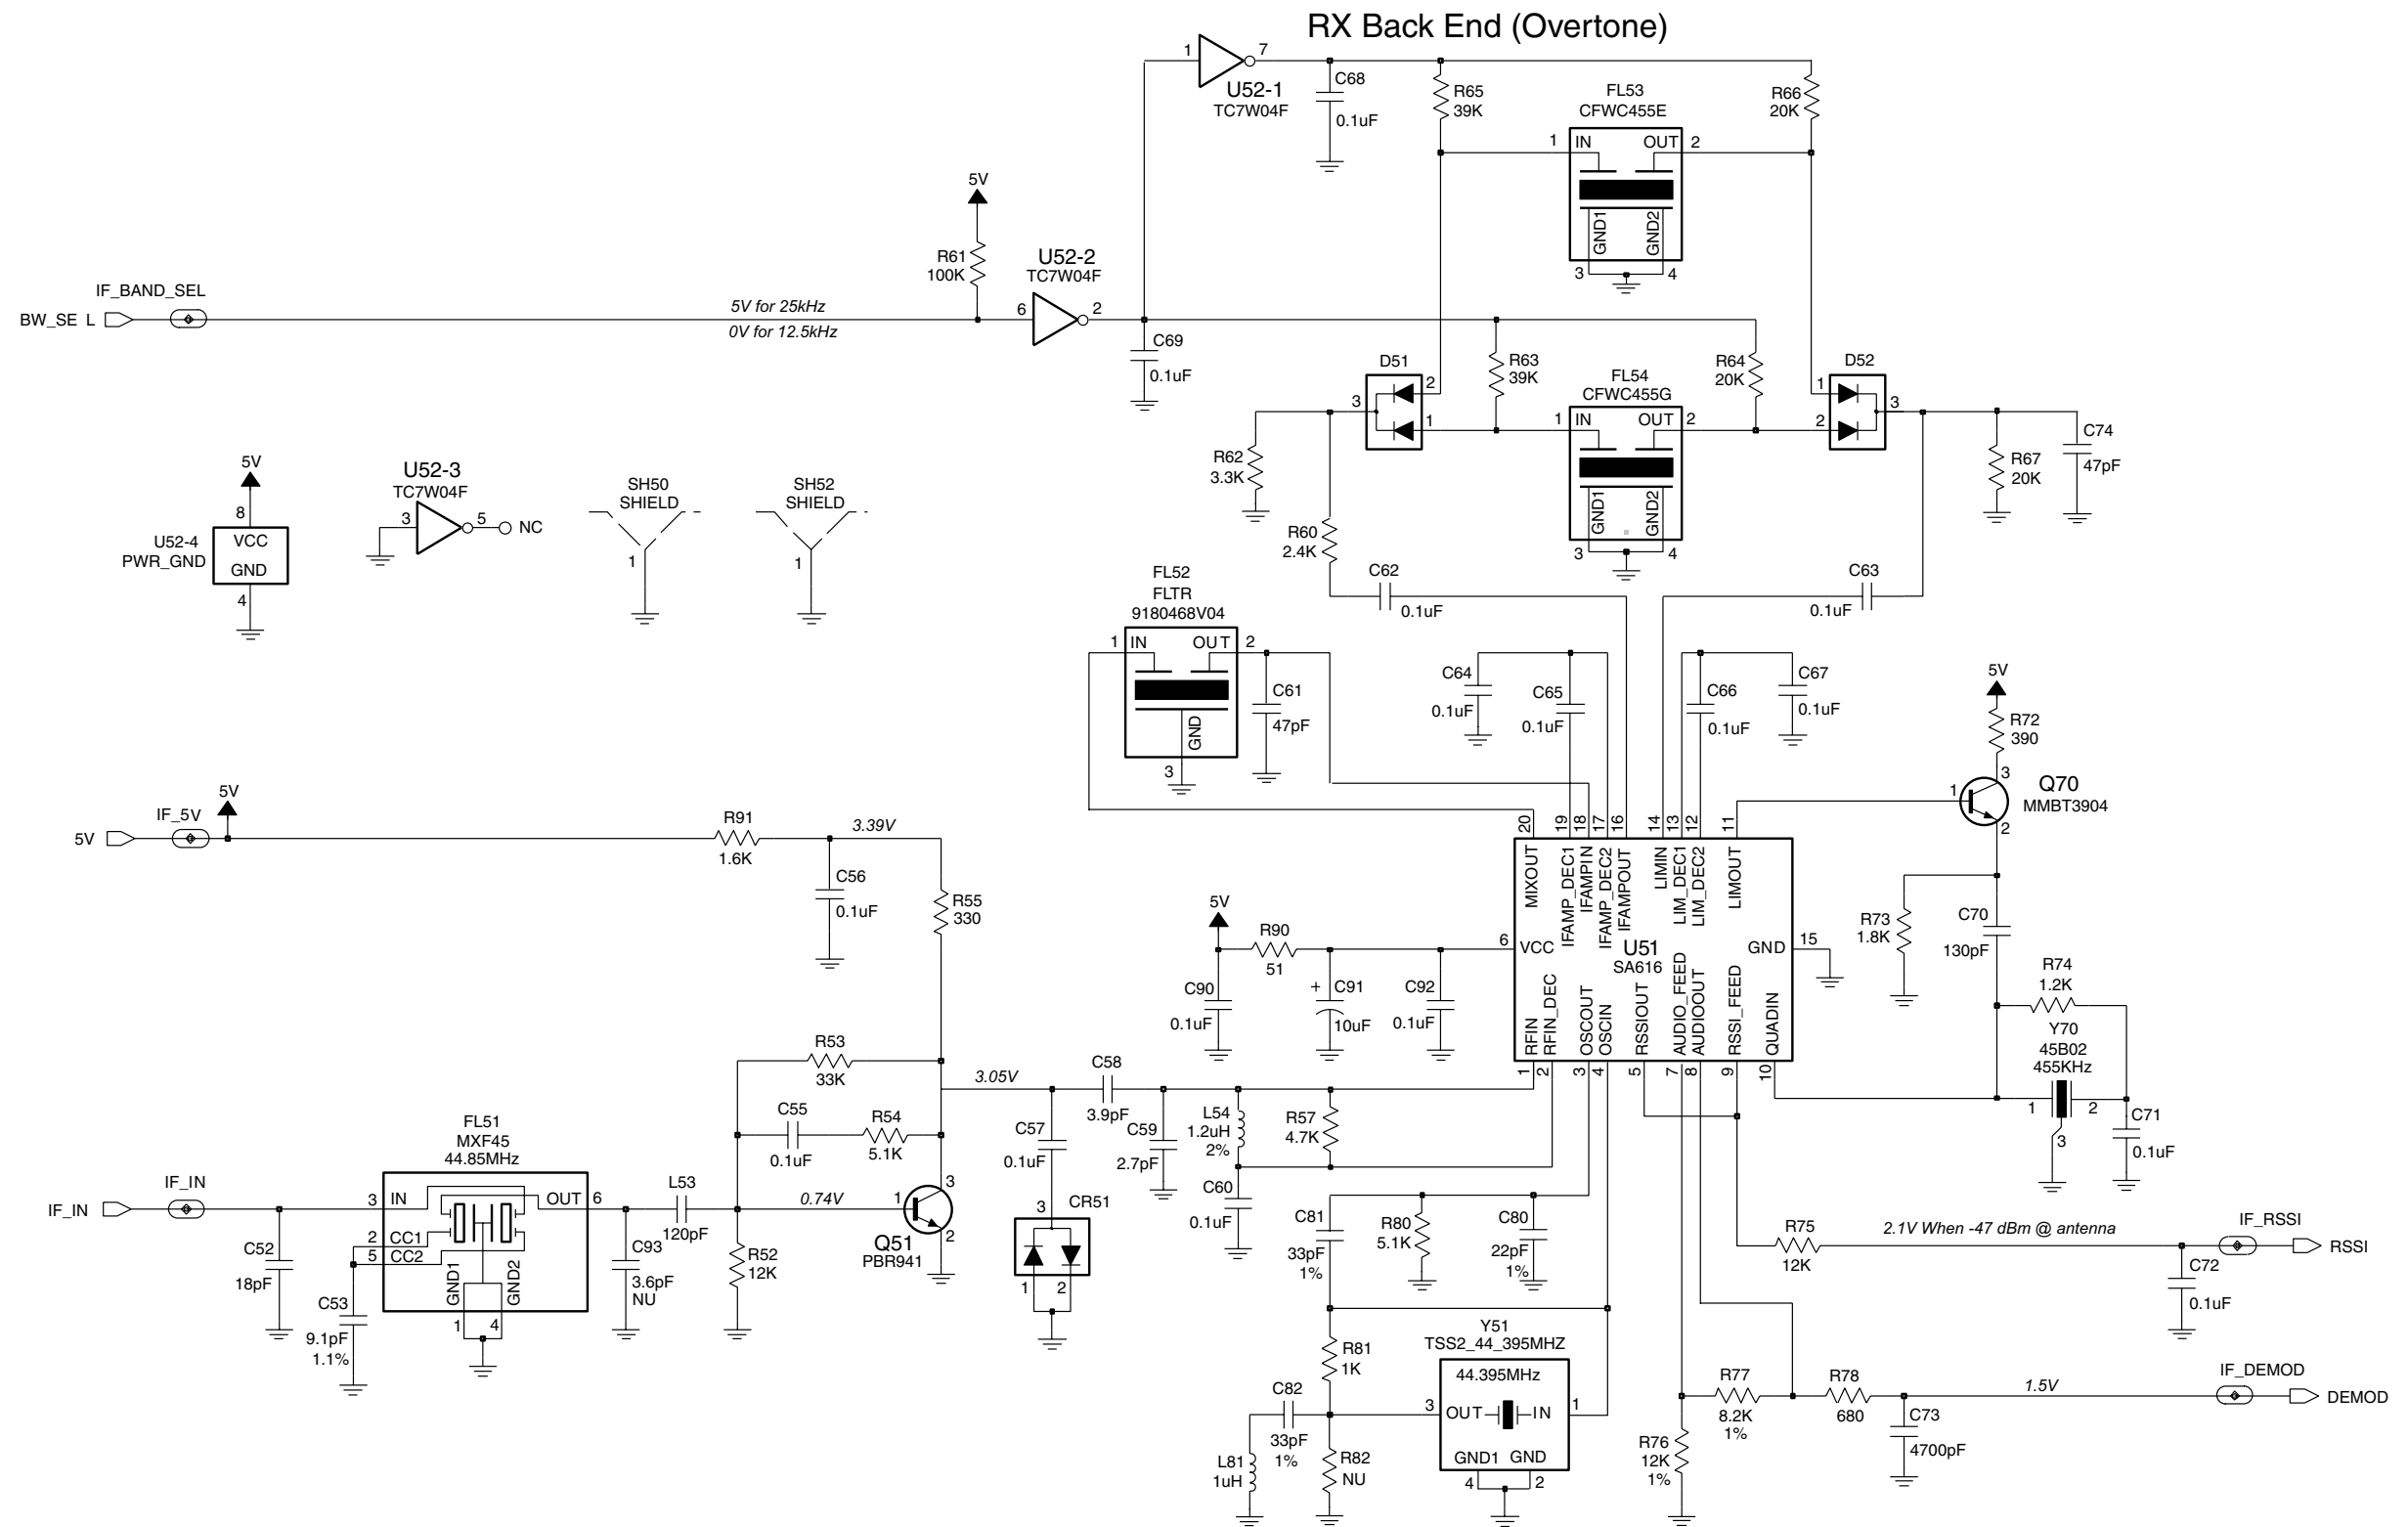 RX Back End (Overtone)
1
7
U52-1
TC7W04F
C68
0.1uF
R65
39K
FL53
CFWC455E
R66
20K
1
IN
OUT
2
GND1
GND2
3
4
5V
R61
100K
U52-2
TC7W04F
6
2
IF_BAND_SEL
BW_SE L
5V for 25kHz
0V for 12.5kHz
C69
0.1uF
D51
2
3
1
R63
39K
R64
20K
FL54
CFWC455G
1
IN
OUT
2
GND1
GND2
3
4
D52
1
3
2
C74
47pF
R67
20K
R62
3.3K
R60
2.4K
C62
0.1uF
C63
0.1uF
5V
8
U52-4
PWR_GND
VCC
GND
4
U52-3
TC7W04F
3
5
NC
SH50
SHIELD
1
SH52
SHIELD
1
FL52
FLTR
9180468V04
1
IN
OUT
2
GND
3
C61
47pF
C64
0.1uF
C65
0.1uF
C66
0.1uF
C67
0.1uF
5V
R72
390
3
1
Q70
MMBT3904
2
5V
IF_5V
5V
R91
1.6K
3.39V
C56
0.1uF
R55
330
20
19
18
17
16
14
13
12
11
MIXOUT
IFAMP_DEC1
IFAMPIN
IFAMP_DEC2
IFAMPOUT
LIMIN
LIM_DEC1
LIM_DEC2
LIMOUT
5V
R90
51
6
VCC
U51
SA616
GND
15
C90
0.1uF
+
C91
10uF
C92
0.1uF
RFIN
RFIN_DEC
OSCOUT
OSCIN
RSSIOUT
AUDIO_FEED
AUDIOOUT
RSSI_FEED
QUADIN
1
2
3
4
5
7
8
9
10
R73
1.8K
C70
130pF
R74
1.2K
Y70
45B02
455KHz
1
2
3
C71
0.1uF
R53
33K
C55
0.1uF
R54
5.1K
3.05V
C58
3.9pF
C57
0.1uF
C59
2.7pF
L54
1.2uH
2%
R57
4.7K
C60
0.1uF
FL51
MXF45
44.85MHz
IF_IN
IF_IN
3
IN
OUT
6
2
CC1
5
CC2
GND1
GND2
1
4
C52
18pF
C53
9.1pF
1.1%
C93
3.6pF
NU
L53
120pF
R52
12K
0.74V
1
3
2
Q51
PBR941
3
CR51
1
2
C81
33pF
1%
R80
5.1K
C80
22pF
1%
R81
1K
C82
33pF
1%
L81
1uH
R82
NU
Y51
TSS2_44_395MHZ
44.395MHz
3
OUT
IN
1
GND1
GND
4
2
R75
12K
2.1V When -47 dBm @ antenna
IF_RSSI
RSSI
C72
0.1uF
R77
8.2K
1%
R78
680
1.5V
IF_DEMOD
DEMOD
C73
4700pF
R76
12K
1%